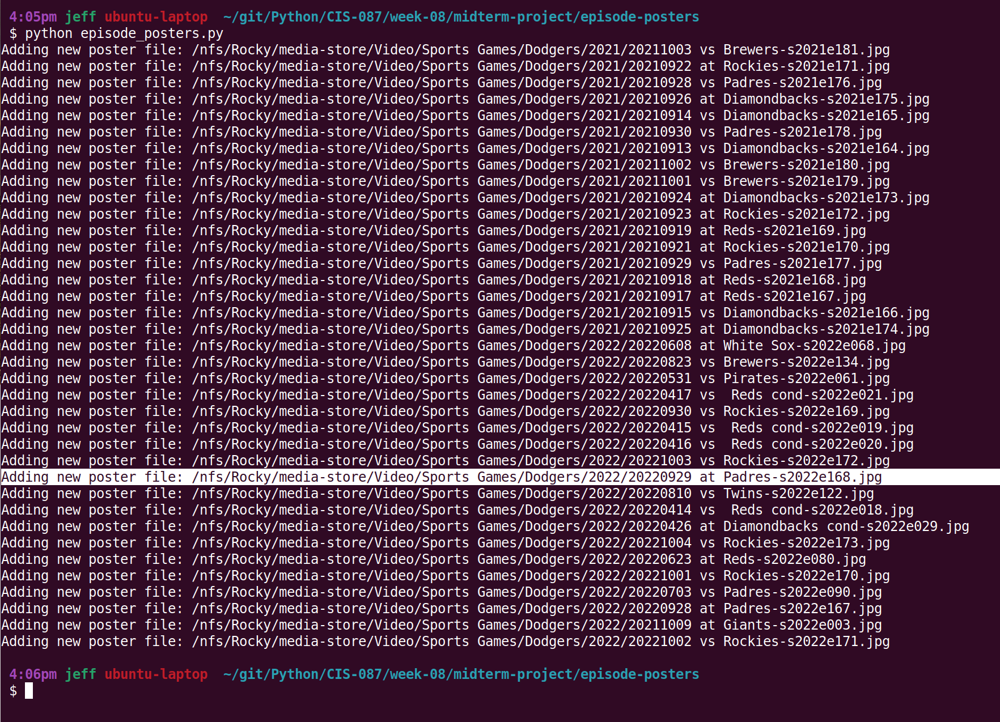 4:05pm jeff ubuntu-laptop  ~/git/Python/CIS-087/week-08/midterm-project/episode-posters
$ python episode_posters.py
Adding new poster file: /nfs/Rocky/media-store/Video/Sports Games/Dodgers/2021/20211003 vs Brewers-s2021e181.jpg
Adding new poster file: /nfs/Rocky/media-store/Video/Sports Games/Dodgers/2021/20210922 at Rockies-s2021e171.jpg
Adding new poster file: /nfs/Rocky/media-store/Video/Sports Games/Dodgers/2021/20210928 vs Padres-s2021e176.jpg
Adding new poster file: /nfs/Rocky/media-store/Video/Sports Games/Dodgers/2021/20210926 at Diamondbacks-s2021e175.jpg
Adding new poster file: /nfs/Rocky/media-store/Video/Sports Games/Dodgers/2021/20210914 vs Diamondbacks-s2021e165.jpg
Adding new poster file: /nfs/Rocky/media-store/Video/Sports Games/Dodgers/2021/20210930 vs Padres-s2021e178.jpg
Adding new poster file: /nfs/Rocky/media-store/Video/Sports Games/Dodgers/2021/20210913 vs Diamondbacks-s2021e164.jpg
Adding new poster file: /nfs/Rocky/media-store/Video/Sports Games/Dodgers/2021/20211002 vs Brewers-s2021e180.jpg
Adding new poster file: /nfs/Rocky/media-store/Video/Sports Games/Dodgers/2021/20211001 vs Brewers-s2021e179.jpg
Adding new poster file: /nfs/Rocky/media-store/Video/Sports Games/Dodgers/2021/20210924 at Diamondbacks-s2021e173.jpg
Adding new poster file: /nfs/Rocky/media-store/Video/Sports Games/Dodgers/2021/20210923 at Rockies-s2021e172.jpg
Adding new poster file: /nfs/Rocky/media-store/Video/Sports Games/Dodgers/2021/20210919 at Reds-s2021e169.jpg
Adding new poster file: /nfs/Rocky/media-store/Video/Sports Games/Dodgers/2021/20210921 at Rockies-s2021e170.jpg
Adding new poster file: /nfs/Rocky/media-store/Video/Sports Games/Dodgers/2021/20210929 vs Padres-s2021e177.jpg
Adding new poster file: /nfs/Rocky/media-store/Video/Sports Games/Dodgers/2021/20210918 at Reds-s2021e168.jpg
Adding new poster file: /nfs/Rocky/media-store/Video/Sports Games/Dodgers/2021/20210917 at Reds-s2021e167.jpg
Adding new poster file: /nfs/Rocky/media-store/Video/Sports Games/Dodgers/2021/20210915 vs Diamondbacks-s2021e166.jpg
Adding new poster file: /nfs/Rocky/media-store/Video/Sports Games/Dodgers/2021/20210925 at Diamondbacks-s2021e174.jpg
Adding new poster file: /nfs/Rocky/media-store/Video/Sports Games/Dodgers/2022/20220608 at White Sox-s2022e068.jpg
Adding new poster file: /nfs/Rocky/media-store/Video/Sports Games/Dodgers/2022/20220823 vs Brewers-s2022e134.jpg
Adding new poster file: /nfs/Rocky/media-store/Video/Sports Games/Dodgers/2022/20220531 vs Pirates-s2022e061.jpg
Adding new poster file: /nfs/Rocky/media-store/Video/Sports Games/Dodgers/2022/20220417 vs  Reds cond-s2022e021.jpg
Adding new poster file: /nfs/Rocky/media-store/Video/Sports Games/Dodgers/2022/20220930 vs Rockies-s2022e169.jpg
Adding new poster file: /nfs/Rocky/media-store/Video/Sports Games/Dodgers/2022/20220415 vs  Reds cond-s2022e019.jpg
Adding new poster file: /nfs/Rocky/media-store/Video/Sports Games/Dodgers/2022/20220416 vs  Reds cond-s2022e020.jpg
Adding new poster file: /nfs/Rocky/media-store/Video/Sports Games/Dodgers/2022/20221003 vs Rockies-s2022e172.jpg
Adding new poster file: /nfs/Rocky/media-store/Video/Sports Games/Dodgers/2022/20220929 at Padres-s2022e168.jpg
Adding new poster file: /nfs/Rocky/media-store/Video/Sports Games/Dodgers/2022/20220810 vs Twins-s2022e122.jpg
Adding new poster file: /nfs/Rocky/media-store/Video/Sports Games/Dodgers/2022/20220414 vs  Reds cond-s2022e018.jpg
Adding new poster file: /nfs/Rocky/media-store/Video/Sports Games/Dodgers/2022/20220426 at Diamondbacks cond-s2022e029.jpg
Adding new poster file: /nfs/Rocky/media-store/Video/Sports Games/Dodgers/2022/20221004 vs Rockies-s2022e173.jpg
Adding new poster file: /nfs/Rocky/media-store/Video/Sports Games/Dodgers/2022/20220623 at Reds-s2022e080.jpg
Adding new poster file: /nfs/Rocky/media-store/Video/Sports Games/Dodgers/2022/20221001 vs Rockies-s2022e170.jpg
Adding new poster file: /nfs/Rocky/media-store/Video/Sports Games/Dodgers/2022/20220703 vs Padres-s2022e090.jpg
Adding new poster file: /nfs/Rocky/media-store/Video/Sports Games/Dodgers/2022/20220928 at Padres-s2022e167.jpg
Adding new poster file: /nfs/Rocky/media-store/Video/Sports Games/Dodgers/2022/20211009 at Giants-s2022e003.jpg
Adding new poster file: /nfs/Rocky/media-store/Video/Sports Games/Dodgers/2022/20221002 vs Rockies-s2022e171.jpg
4:06pm jeff ubuntu-laptop  ~/git/Python/CIS-087/week-08/midterm-project/episode-posters
$